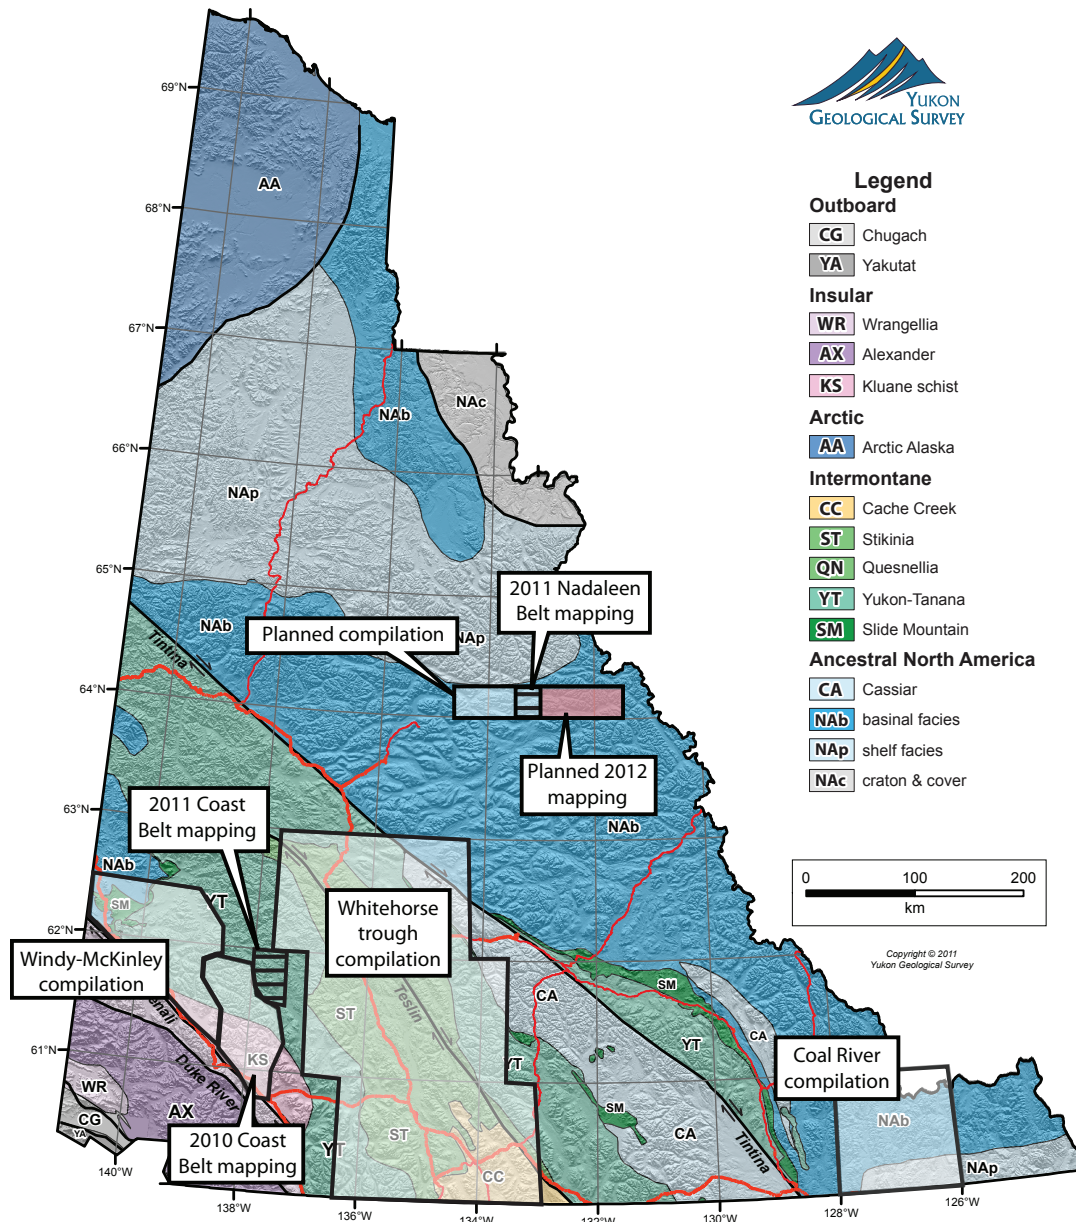 YUKON
GEOLOGICAL SURVEY
Legend
Outboard
CG Chugach
YA Yakutat
Insular
WR Wrangellia
AX Alexander
KS Kluane schist
Arctic
AA Arctic Alaska
Intermontane
CC Cache Creek
ST Stikinia
QN Quesnellia
YT Yukon-Tanana
SM Slide Mountain
Ancestral North America
CA Cassiar
NAb basinal facies
NAp shelf facies
NAc craton & cover
0 100 200
km
Copyright © 2011
Yukon Geological Survey
69°N
AA
68°N
67°N
NAc
NAb
66°N
NAp
65°N
2011 Nadaleen
Belt mapping
NAb
Planned compilation
NAp
Tintina
64°N
Planned 2012
mapping
2011 Coast
Belt mapping
63°N
NAb
NAb
YT
SM
Whitehorse
trough
compilation
62°N
Windy-McKinley
compilation
SM
CA
Teslin
ST
enali
CA
YT
61°N
KS
YT
Duke River
Coal River
compilation
WR
CG
YA
AX
SM
NAb
2010 Coast
Belt mapping
YT
ST
CA
Tintina
CC
NAp
140°W
138°W
136°W
134°W
132°W
130°W
128°W
126°W